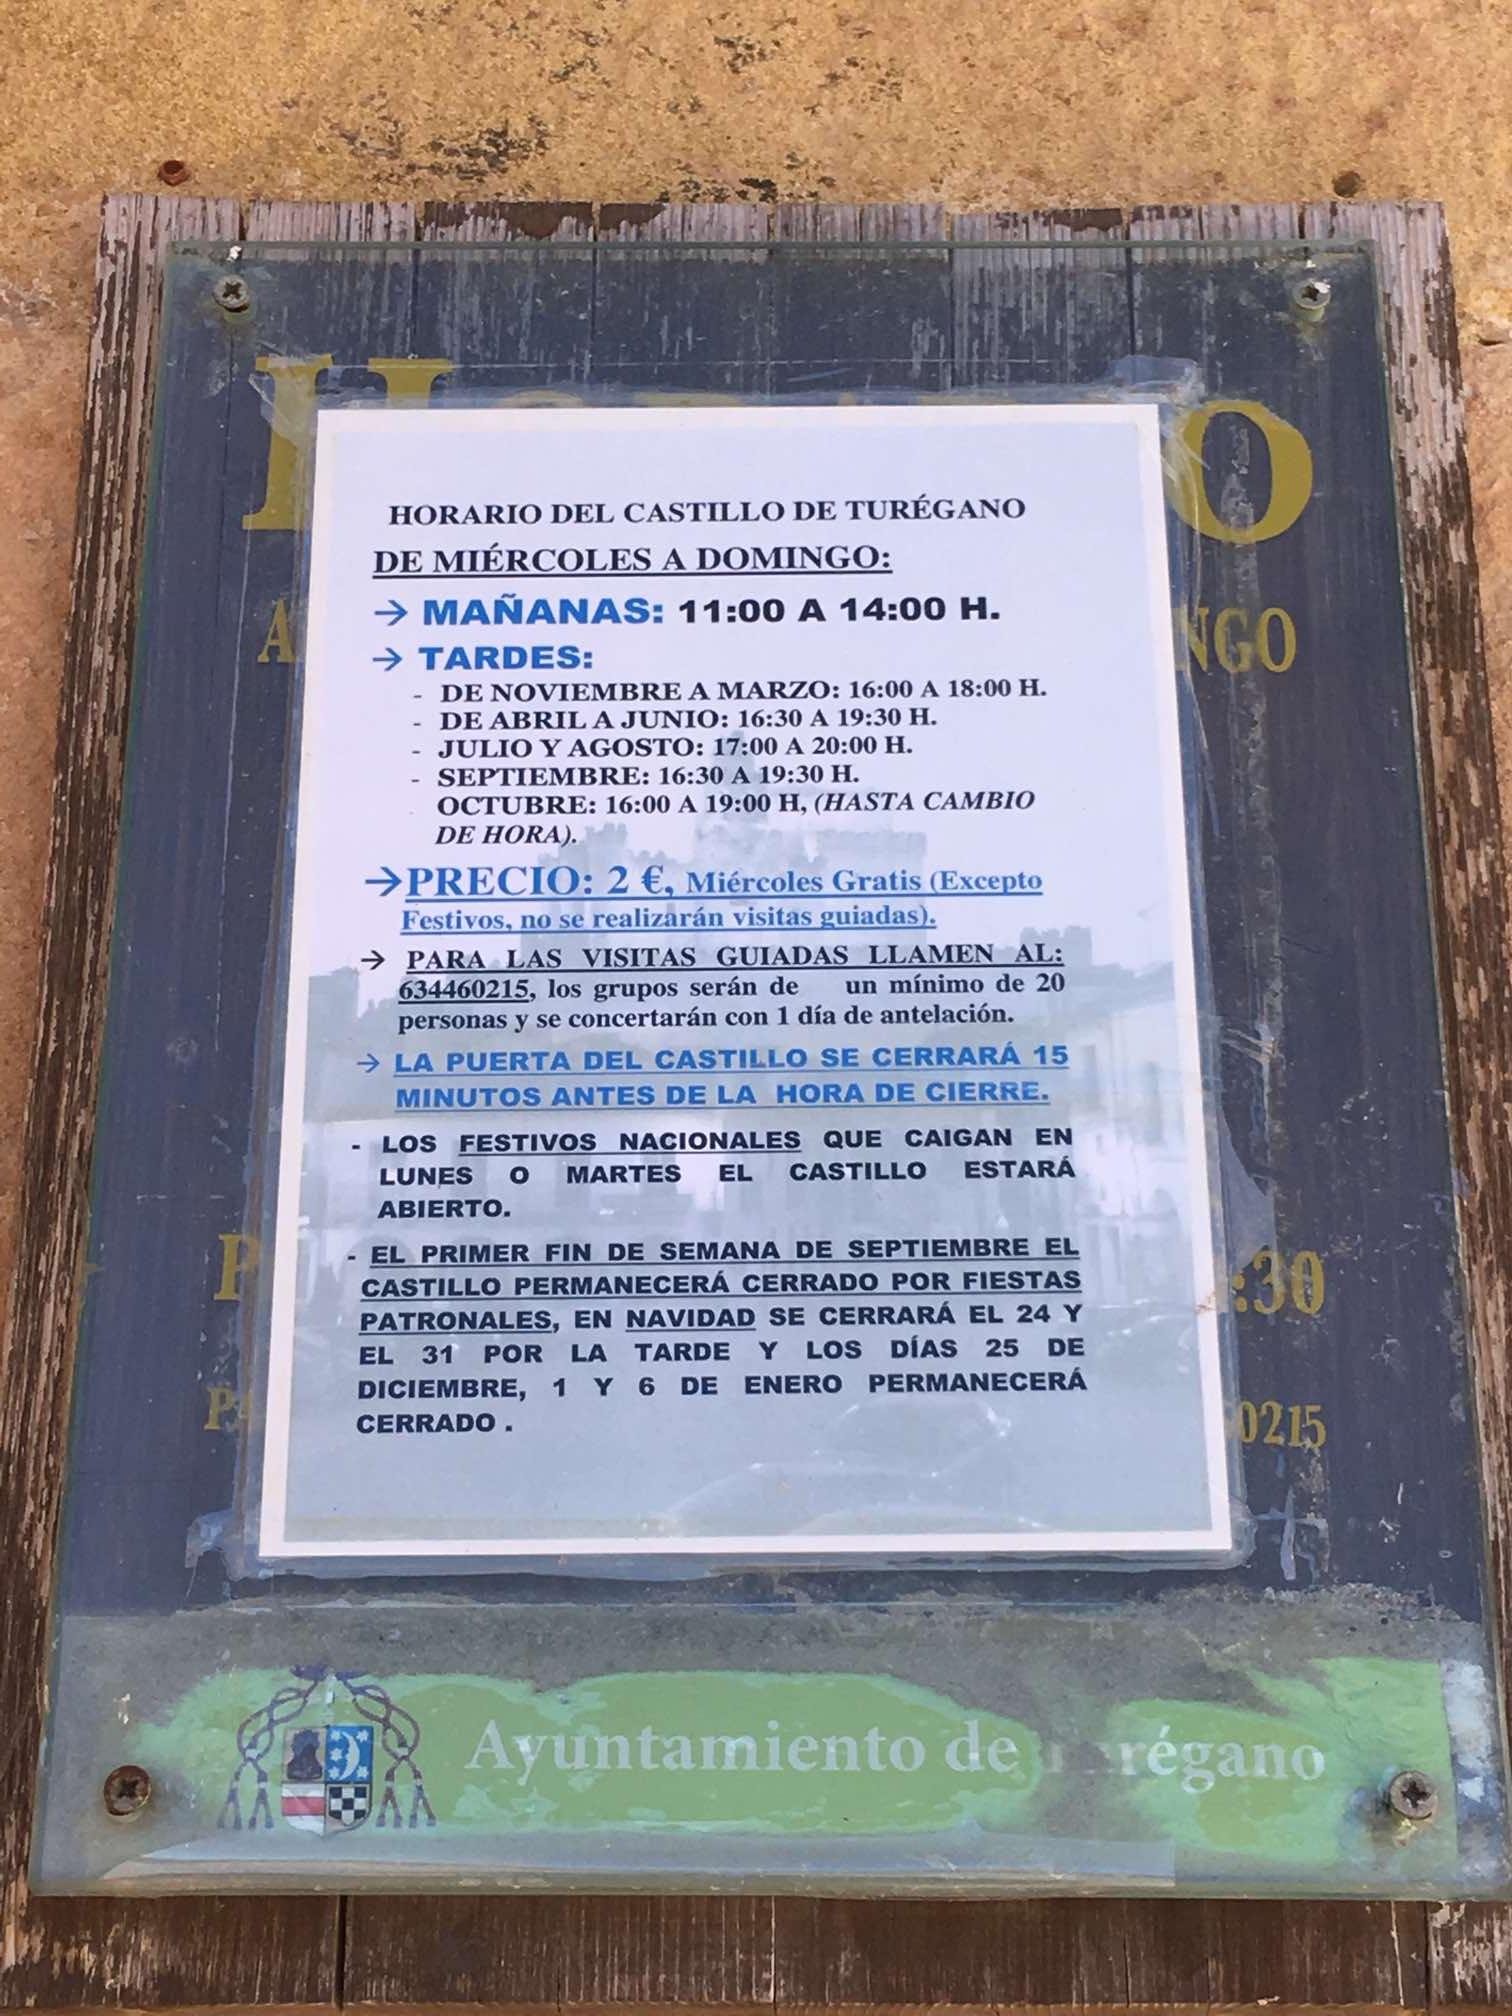 HORARIO DEL CASTILLO DE TURÉGANO
DE MIÉRCOLES A DOMINGO:
→ MAÑANAS: 11:00 A 14:00 H.
→ TARDES:
- DE NOVIEMBRE A MARZO: 16:00 A 18:00 H.
- DE ABRIL A JUNIO: 16:30 A 19:30 H.
- JULIO Y AGOSTO: 17:00 A 20:00 H.
- SEPTIEMBRE: 16:30 A 19:30 H.
OCTUBRE: 16:00 A 19:00 H, (HASTA CAMBIO
DE HORA).
→PRECIO: 2 €, Miércoles Gratis (Excepto
Festivos, no se realizarán visitas guiadas).
→ PARA LAS VISITAS GUIADAS LLAMEN AL:
634460215, los grupos serán de un mínimo de 20
personas y se concertarán con 1 día de antelación.
→ LA PUERTA DEL CASTILLO SE CERRARÁ 15
MINUTOS ANTES DE LA HORA DE CIERRE.
- LOS FESTIVOS NACIONALES QUE CAIGAN EN
LUNES O MARTES EL CASTILLO ESTARÁ
ABIERTO.
- EL PRIMER FIN DE SEMANA DE SEPTIEMBRE EL
CASTILLO PERMANECERÁ CERRADO POR FIESTAS
PATRONALES, EN NAVIDAD SE CERRARÁ EL 24 Y
EL 31 POR LA TARDE Y LOS DÍAS 25 DE
DICIEMBRE, 1 Y 6 DE ENERO PERMANECERÁ
CERRADO .
NGO
:30
0215
Ayuntamiento de régano